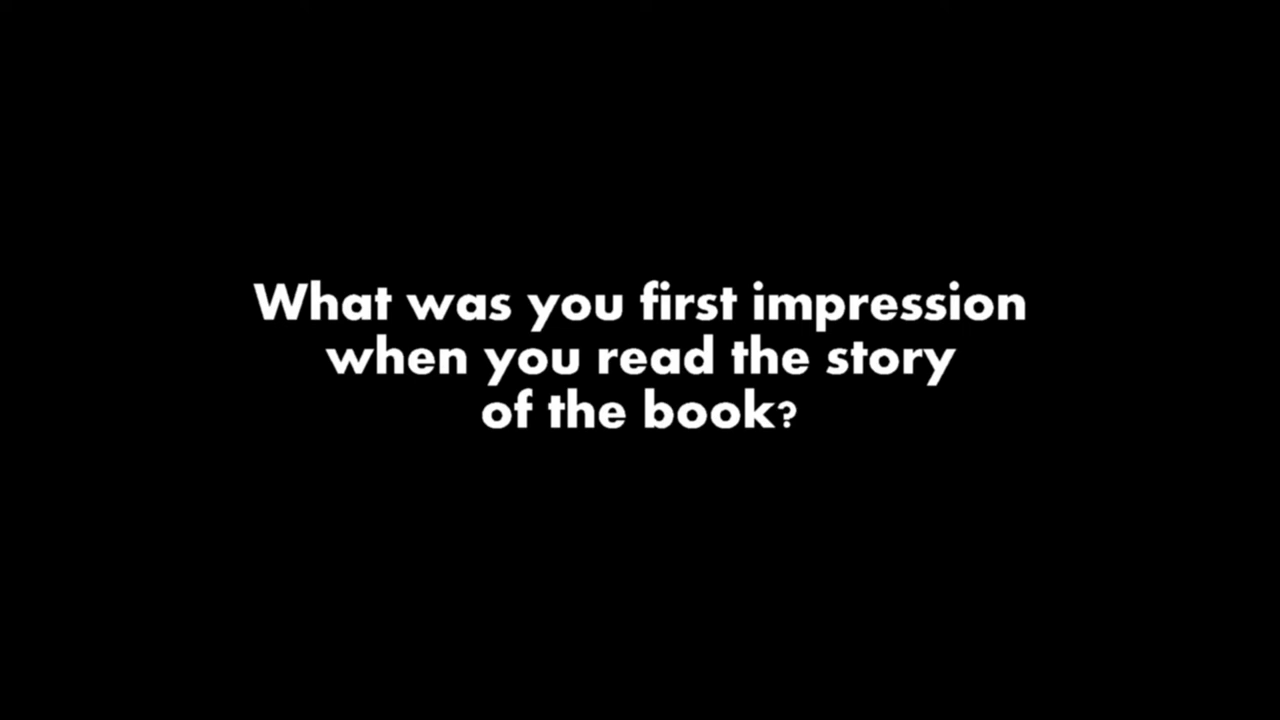 What was you first impression
when you read the story
of the book?